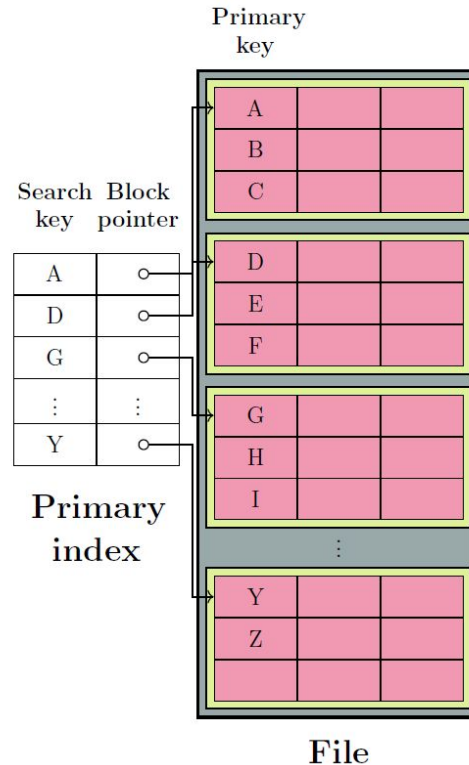 Primary
key
A
B
C
Search Block
key pointer
A
D
G
⋮ ⋮
Y
Primary
index
D
E
F
G
H
I
⋮
Y
Z
File